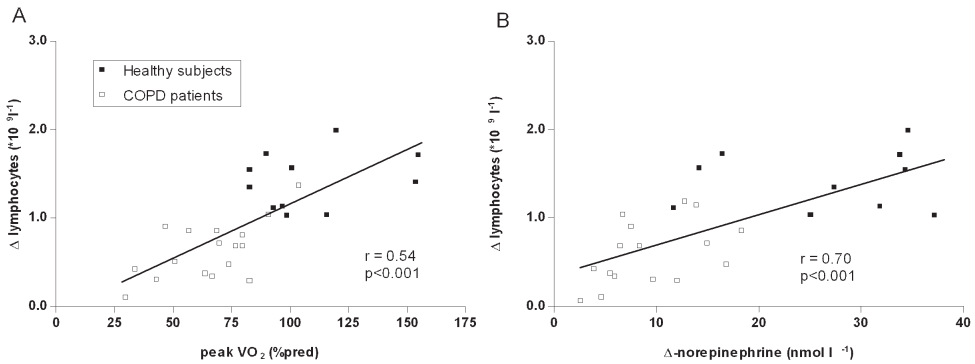 A
Δ lymphocytes (*10 9 l-1)
3.0
2.0
1.0
0.0
Healthy subjects
COPD patients
r = 0.54
p<0.001
0 25 50 75 100 125 150 175
peak VO2 (%pred)
B
Δ lymphocytes (*10 9 l-1)
3.0
2.0
1.0
0.0
r = 0.70
p<0.001
0 10 20 30 40
Δ-norepinephrine (nmol l -1)